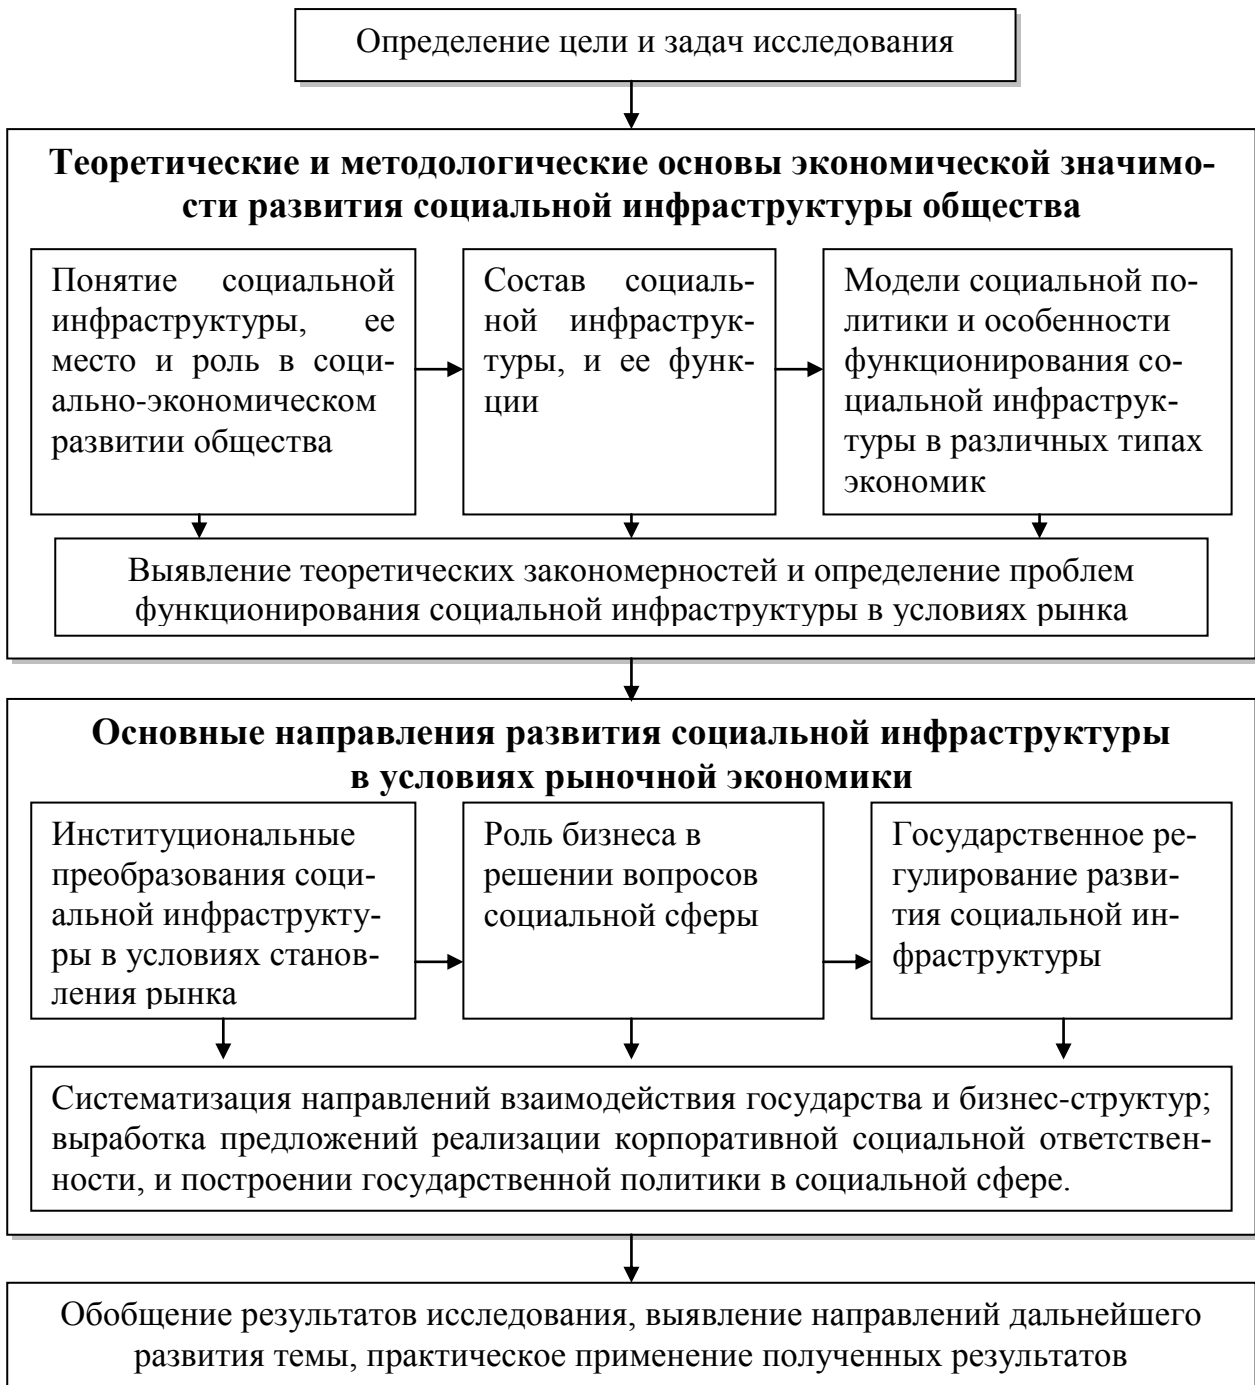 Определение цели и задач исследования
Теоретические и методологические основы экономической значимо-
сти развития социальной инфраструктуры общества
Понятие социальной
инфраструктуры, ее
место и роль в соци-
ально-экономическом
развитии общества
Состав социаль-
ной инфраструк-
туры, и ее функ-
ции
Модели социальной по-
литики и особенности
функционирования со-
циальной инфраструк-
туры в различных типах
экономик
Выявление теоретических закономерностей и определение проблем
функционирования социальной инфраструктуры в условиях рынка
Основные направления развития социальной инфраструктуры
в условиях рыночной экономики
Институциональные
преобразования соци-
альной инфраструкту-
ры в условиях станов-
ления рынка
Роль бизнеса в
решении вопросов
социальной сферы
Государственное ре-
гулирование разви-
тия социальной ин-
фраструктуры
Систематизация направлений взаимодействия государства и бизнес-структур;
выработка предложений реализации корпоративной социальной ответствен-
ности, и построении государственной политики в социальной сфере.
Обобщение результатов исследования, выявление направлений дальнейшего
развития темы, практическое применение полученных результатов